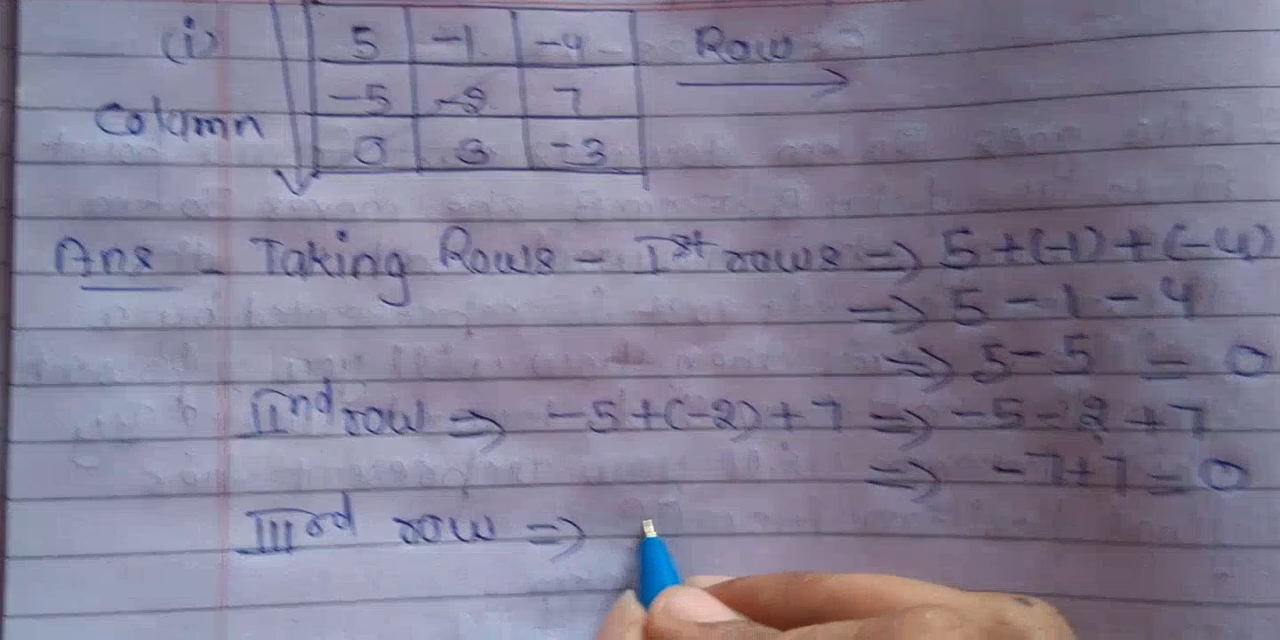 (i) 5 -1 -4 Row
-5 -2 7
Column
0 3 -3
Ans - Taking Rows - Ist rows => 5+(-1)+(-4)
=> 5-1-4
=> 5-5 = 0
IInd row => -5+(-2)+7 => -5-2+7
=> -7+7=0
IIIrd row =>